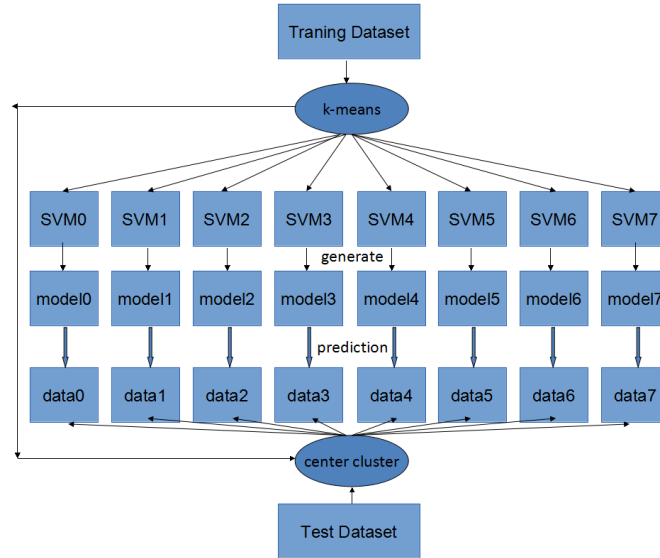 Traning Dataset
k-means
SVM0 SVM1 SVM2 SVM3 SVM4 SVM5 SVM6 SVM7
generate
model0 model1 model2 model3 model4 model5 model6 model7
prediction
data0 data1 data2 data3 data4 data5 data6 data7
center cluster
Test Dataset